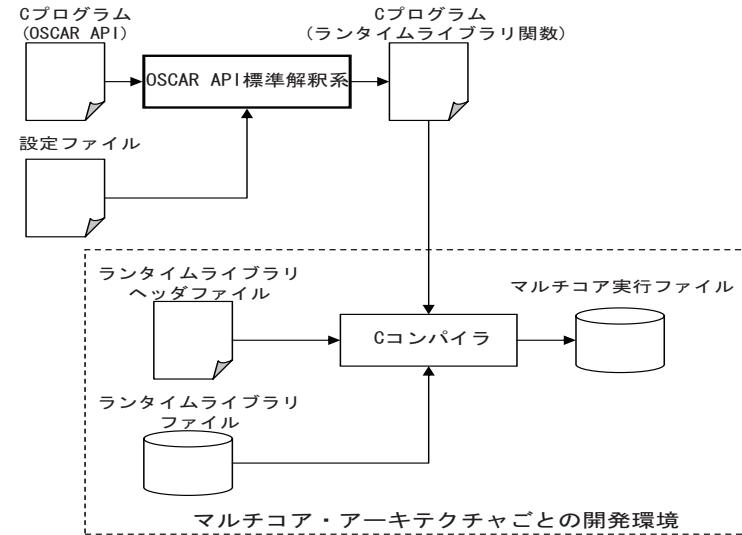 Cプログラム
(OSCAR API)
Cプログラム
(ランタイムライブラリ関数)
OSCAR API標準解釈系
設定ファイル
ランタイムライブラリ
ヘッダファイル
マルチコア実行ファイル
Cコンパイラ
ランタイムライブラリ
ファイル
マルチコア・アーキテクチャごとの開発環境